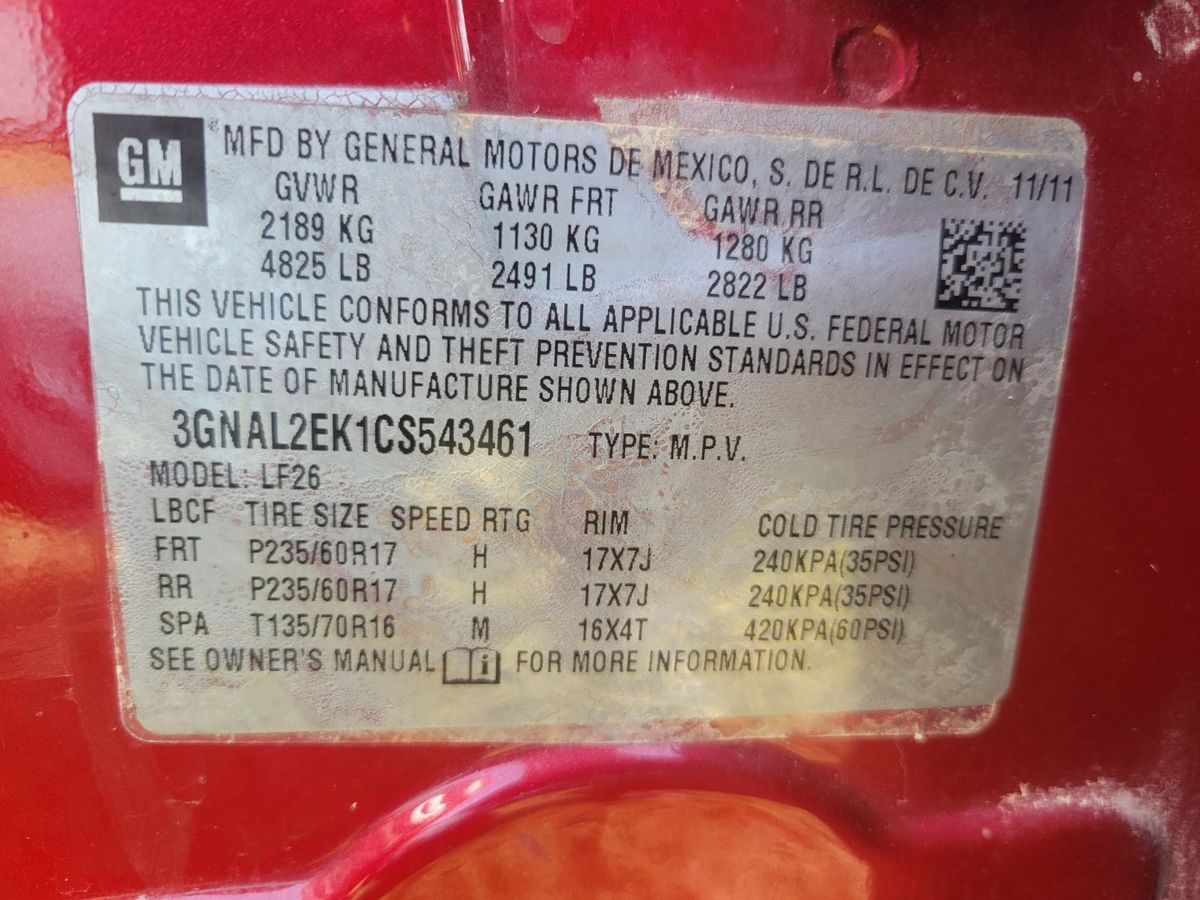 GM
® MFD BY GENERAL MOTORS DE MEXICO, S. DE R.L. DE C.V. 11/11
GVWR GAWR FRT GAWR RR
2189 KG 1130 KG 1280 KG
4825 LB 2491 LB 2822 LB
THIS VEHICLE CONFORMS TO ALL APPLICABLE U.S. FEDERAL MOTOR
VEHICLE SAFETY AND THEFT PREVENTION STANDARDS IN EFFECT ON
THE DATE OF MANUFACTURE SHOWN ABOVE.
3GNAL2EK1CS543461 TYPE: M.P.V.
MODEL: LF26
LBCF TIRE SIZE SPEED RTG RIM COLD TIRE PRESSURE
FRT P235/60R17 H 17X7J 240KPA(35PSI)
RR P235/60R17 H 17X7J 240KPA(35PSI)
SPA T135/70R16 M 16X4T 420KPA(60PSI)
SEE OWNER'S MANUAL i FOR MORE INFORMATION.